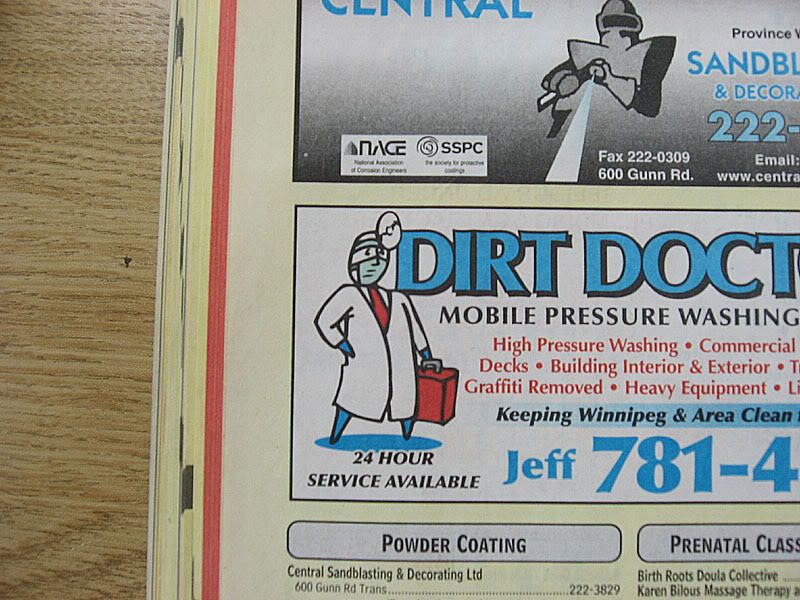 CENTRAL
Province
SANDBL
& DECORA
222-
NACE
National Association
of Corrosion Engineers
SSPC
the society for protective
coatings
Fax 222-0309
600 Gunn Rd.
Email:
www.centra
DIRT DOCT
MOBILE PRESSURE WASHING
High Pressure Washing • Commercial
Decks • Building Interior & Exterior •
Graffiti Removed • Heavy Equipment •
Keeping Winnipeg & Area Clean
24 HOUR
SERVICE AVAILABLE
Jeff 781-4
POWDER COATING
Central Sandblasting & Decorating Ltd
600 Gunn Rd Trans 222-3829
PRENATAL CLASS
Birth Roots Doula Collective
Karen Bilous Massage Therapy